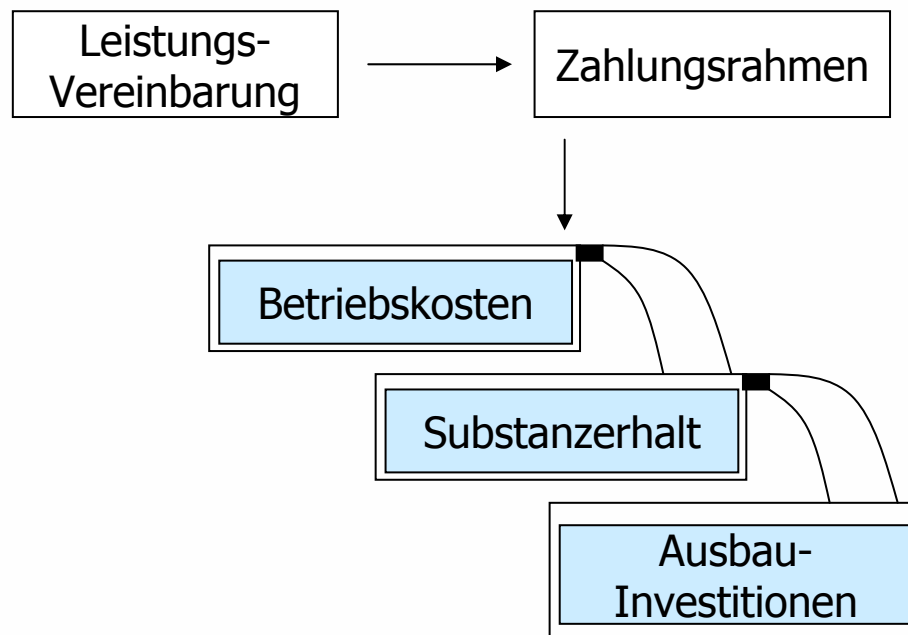 Leistungs-
Vereinbarung
Zahlungsrahmen
Betriebskosten
Substanzerhalt
Ausbau-
Investitionen